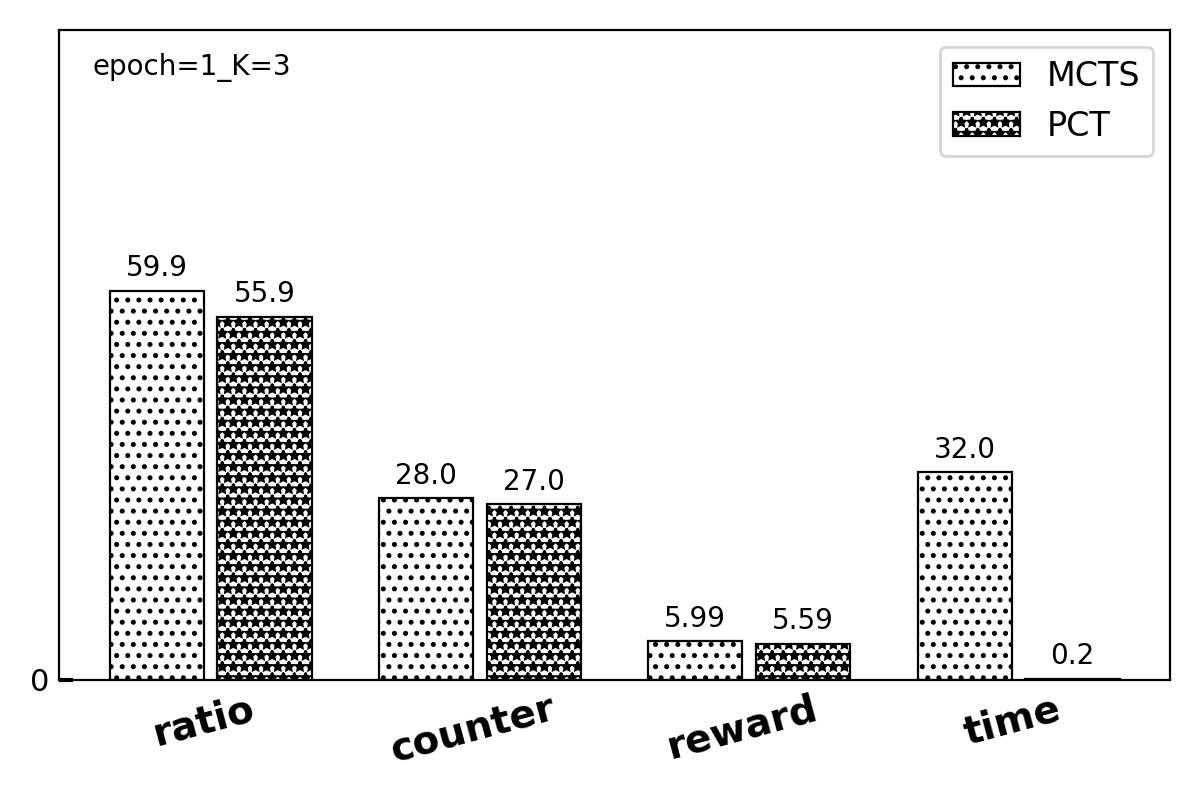 epoch=1_K=3
MCTS
PCT
59.9
55.9
28.0
27.0
5.99
5.59
32.0
0.2
0
ratio
counter
reward
time